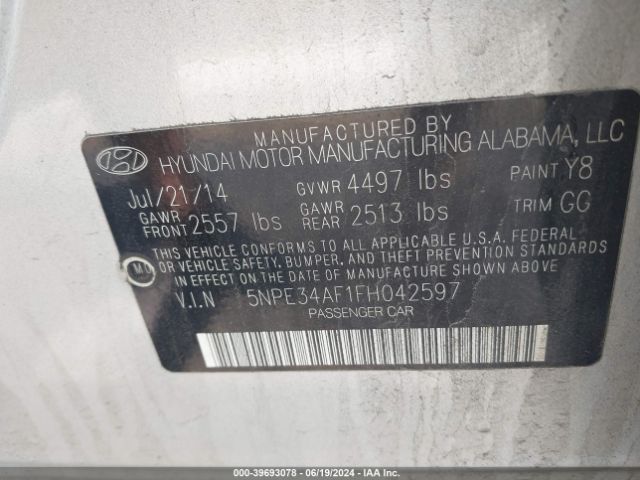 MANUFACTURED BY
HYUNDAI MOTOR MANUFACTURING ALABAMA, LLC
Jul/21/14 GVWR 4497 lbs PAINT Y8
GAWR FRONT 2557 lbs GAWR REAR 2513 lbs TRIM GG
THIS VEHICLE CONFORMS TO ALL APPLICABLE U.S.A. FEDERAL
MOTOR VEHICLE SAFETY, BUMPER, AND THEFT PREVENTION STANDARDS
IN EFFECT ON THE DATE OF MANUFACTURE SHOWN ABOVE
V.I.N 5NPE34AF1FH042597
PASSENGER CAR
000-39693078 - 06/19/2024 - IAA Inc.